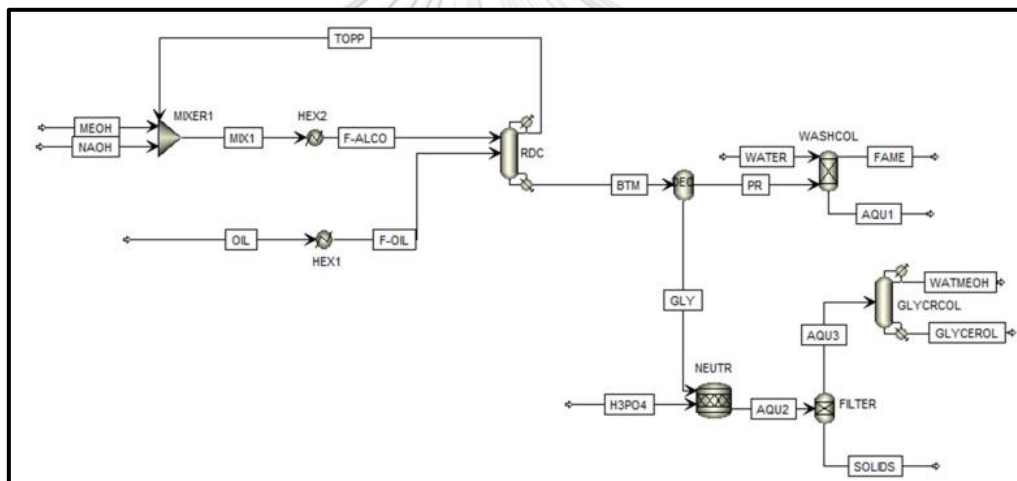 TOPP
MIXER1
MEOH
NAOH
MIX1
HEX2
F-ALCO
RDC
WASHCOL
WATER
FAME
BTM
DEC
PR
AQU1
OIL
F-OIL
HEX1
WATMEOH
GLYCRCOL
GLY
AQU3
GLYCEROL
NEUTR
H3PO4
AQU2
FILTER
SOLIDS